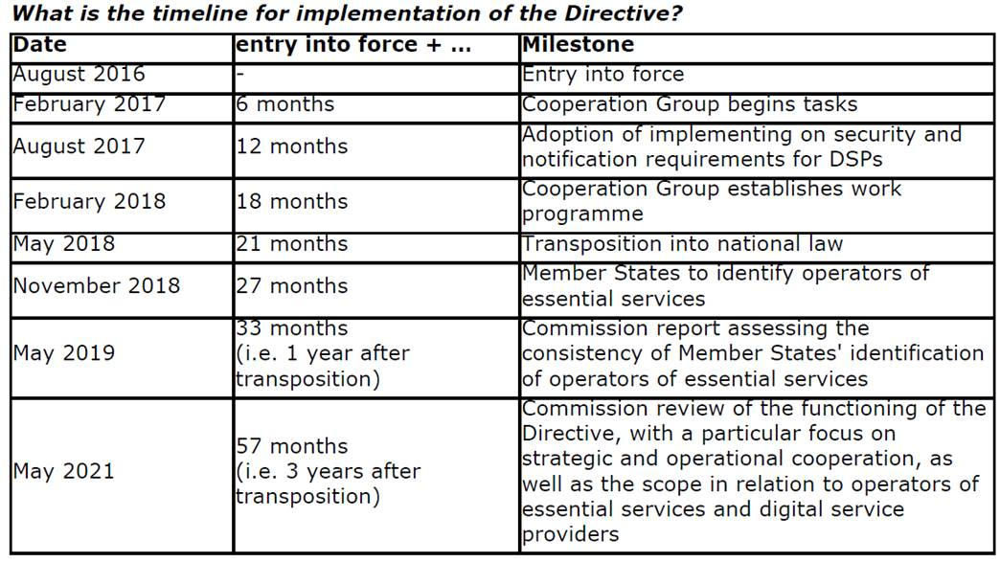 What is the timeline for implementation of the Directive?
Date entry into force + ... Milestone
August 2016 - Entry into force
February 2017 6 months Cooperation Group begins tasks
August 2017 12 months Adoption of implementing on security and
notification requirements for DSPs
February 2018 18 months Cooperation Group establishes work
programme
May 2018 21 months Transposition into national law
November 2018 27 months Member States to identify operators of
essential services
May 2019 33 months
(i.e. 1 year after
transposition)
Commission report assessing the
consistency of Member States' identification
of operators of essential services
May 2021 57 months
(i.e. 3 years after
transposition)
Commission review of the functioning of the
Directive, with a particular focus on
strategic and operational cooperation, as
well as the scope in relation to operators of
essential services and digital service
providers